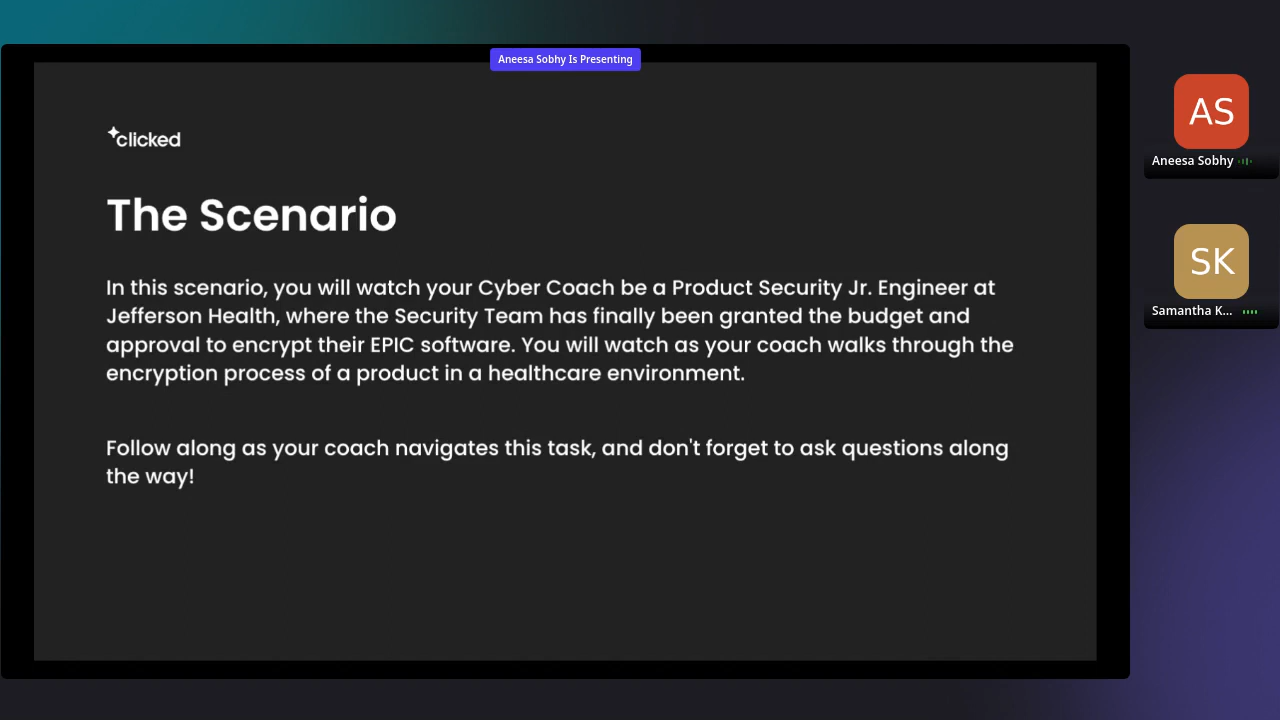 Aneesa Sobhy Is Presenting
clicked
The Scenario
In this scenario, you will watch your Cyber Coach be a Product Security Jr. Engineer at
Jefferson Health, where the Security Team has finally been granted the budget and
approval to encrypt their EPIC software. You will watch as your coach walks through the
encryption process of a product in a healthcare environment.
Follow along as your coach navigates this task, and don't forget to ask questions along
the way!
AS
Aneesa Sobhy
SK
Samantha K...